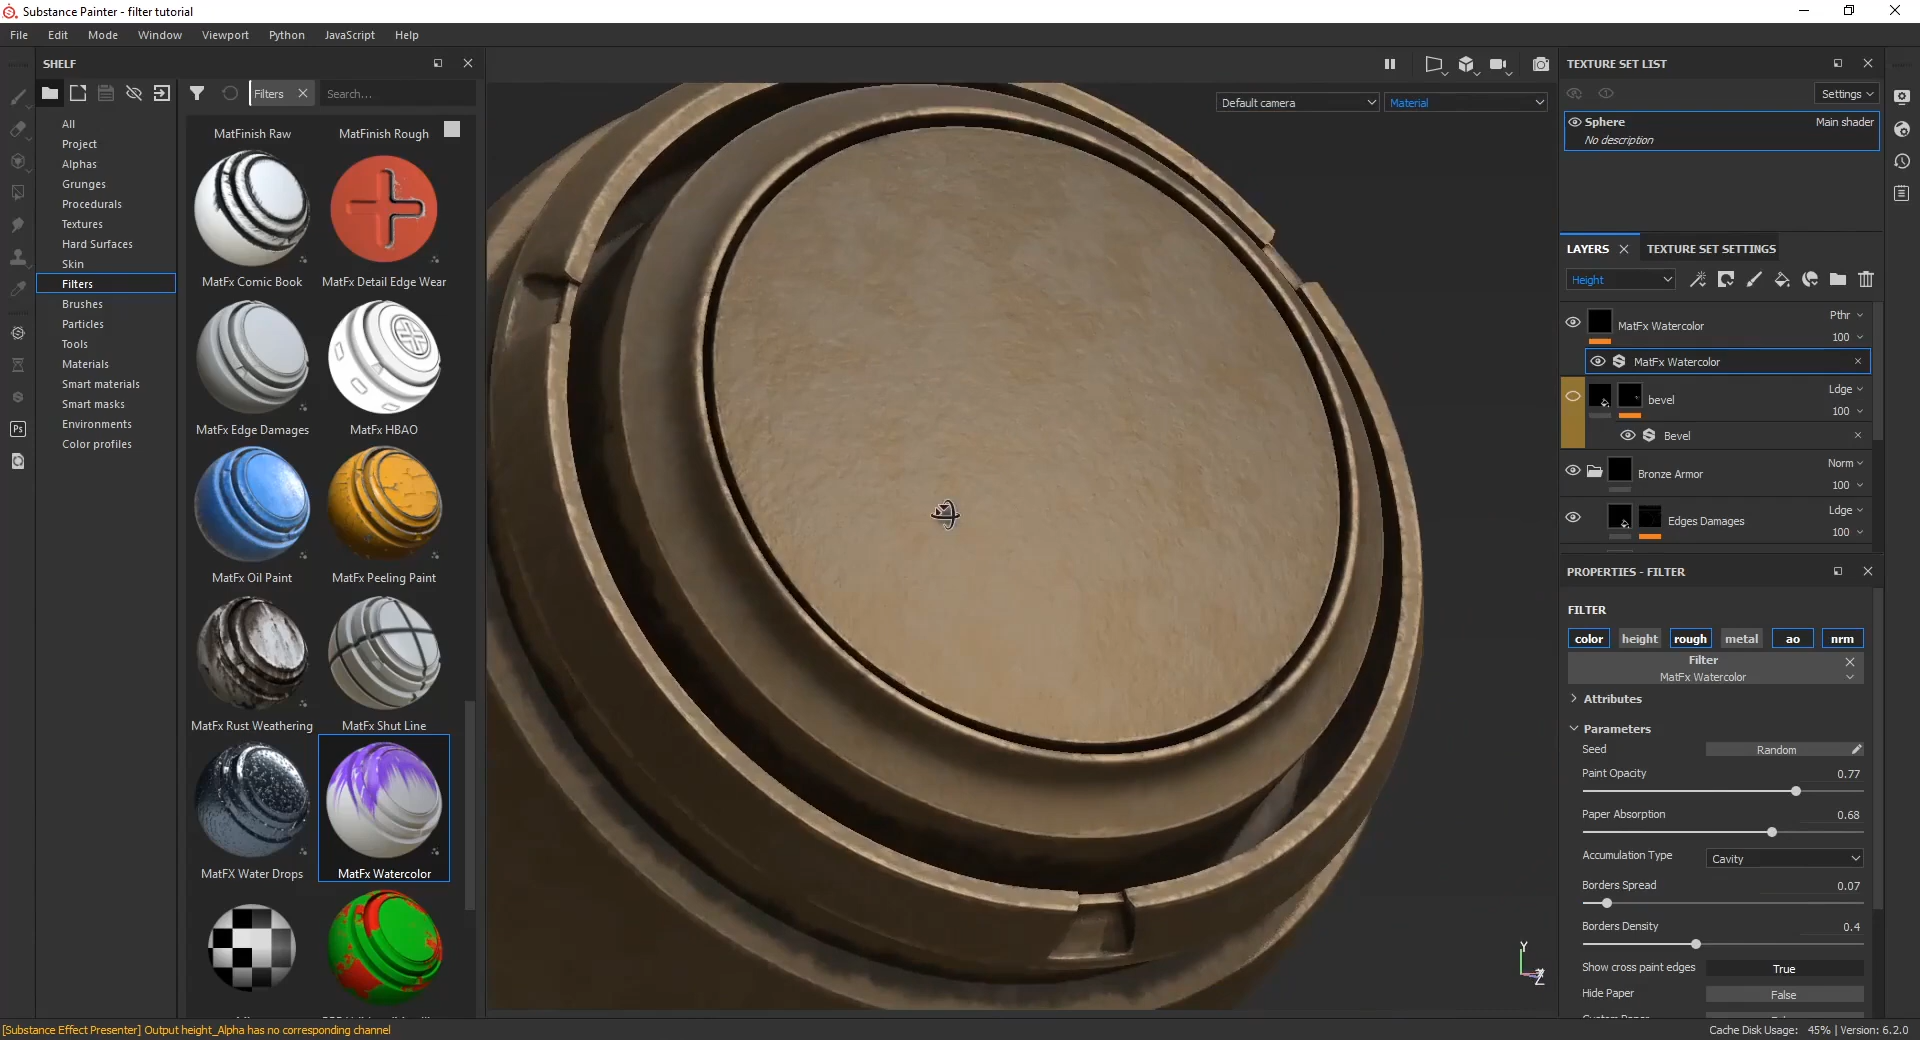 Substance Painter - filter tutorial
File Edit Mode Window Viewport Python JavaScript Help
SHELF
Filters
Search...
All
Project
Alphas
Grunges
Procedurals
Textures
Hard Surfaces
Skin
Filters
Brushes
Particles
Tools
Materials
Smart materials
Smart masks
Environments
Color profiles
Ps
MatFinish Raw
MatFinish Rough
MatFx Comic Book
MatFx Detail Edge Wear
MatFx Edge Damages
MatFx HBAO
MatFx Oil Paint
MatFx Peeling Paint
MatFx Rust Weathering
MatFx Shut Line
MatFX Water Drops
MatFx Watercolor
Default camera
Material
Y
Z
TEXTURE SET LIST
Settings
Sphere Main shader
No description
LAYERS
TEXTURE SET SETTINGS
Height
MatFx Watercolor
Pthr
100
MatFx Watercolor
bevel
Ldge
100
Bevel
Bronze Armor
Norm
100
Edges Damages
Ldge
100
PROPERTIES - FILTER
FILTER
color height rough metal ao nrm
Filter
MatFx Watercolor
Attributes
Parameters
Seed Random
Paint Opacity 0.77
Paper Absorption 0.68
Accumulation Type Cavity
Borders Spread 0.07
Borders Density 0.4
Show cross paint edges True
Hide Paper False
[Substance Effect Presenter] Output height_Alpha has no corresponding channel
Cache Disk Usage: 45% | Version: 6.2.0